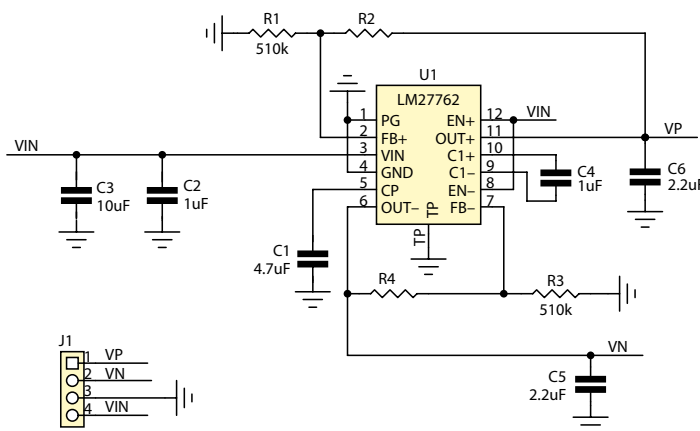 R1
R2
510k
U1
LM27762
1 PG EN+ 12 VIN
2 FB+ OUT+ 11 VP
VIN 3 VIN C1+ 10
4 GND C1– 9
5 CP EN– 8
6 OUT– TP FB– 7
C3
10uF
C2
1uF
C4
1uF
C6
2.2uF
TP
C1
4.7uF
R4
R3
510k
VN
C5
2.2uF
J1
1 VP
2 VN
3
4 VIN